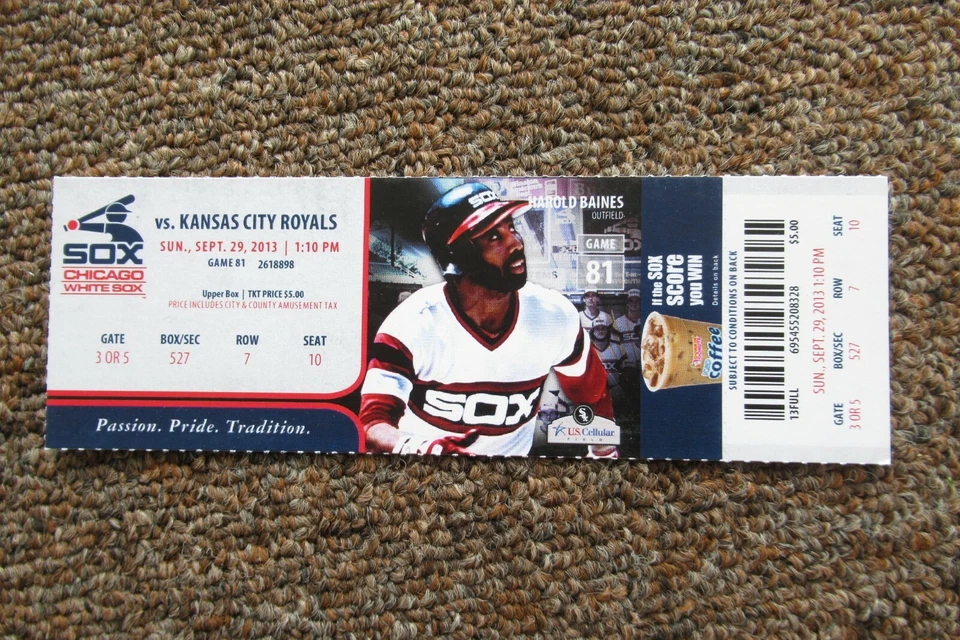 SOX
CHICAGO
WHITE SOX
vs. KANSAS CITY ROYALS
SUN., SEPT. 29, 2013 | 1:10 PM
GAME 81 2618898
Upper Box | TKT PRICE $5.00
PRICE INCLUDES CITY & COUNTY AMUSEMENT TAX
GATE BOX/SEC ROW SEAT
3 OR 5 527 7 10
Passion. Pride. Tradition.
SOX
HAROLD BAINES
OUTFIELD
GAME
81
SOX
U.S. Cellular
FIELD
If the SOX
SCORE
you WIN
Details on back
coffee
SUBJECT TO CONDITIONS ON BACK
13FULL 695455208328 $5.00
SUN., SEPT. 29, 2013 1:10 PM
GATE BOX/SEC ROW SEAT
3 OR 5 527 7 10